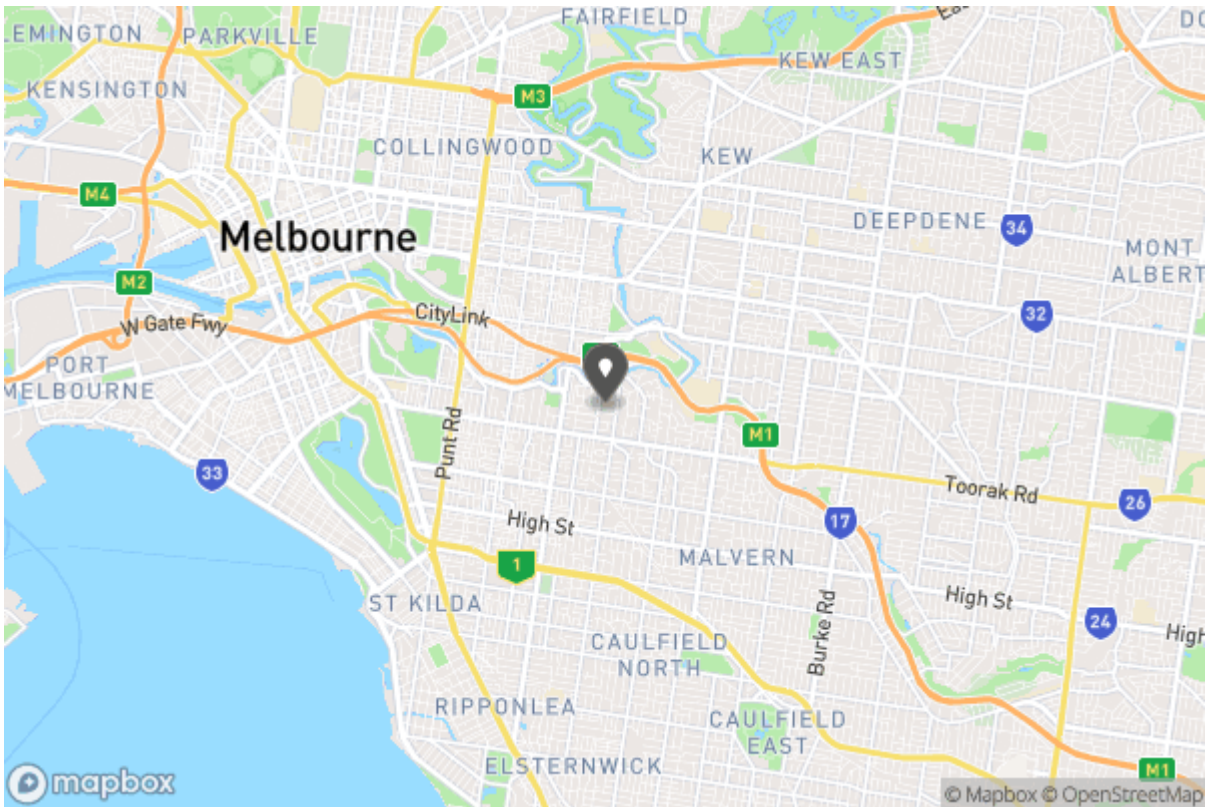 FAIRFIELD
Eas
LEMINGTON
PARKVILLE
DO
KEW EAST
KENSINGTON
M3
COLLINGWOOD
KEW
M4
DEEPDENE
34
Melbourne
MONT
ALBERT
M2
CityLink
32
W Gate Fwy
PORT
MELBOURNE
Punt Rd
M1
33
Toorak Rd
26
High St
17
MALVERN
1
ST KILDA
High St
24
Burke Rd
High
CAULFIELD
NORTH
RIPPONLEA
CAULFIELD
EAST
ELSTERNWICK
M1
mapbox
© Mapbox © OpenStreetMap